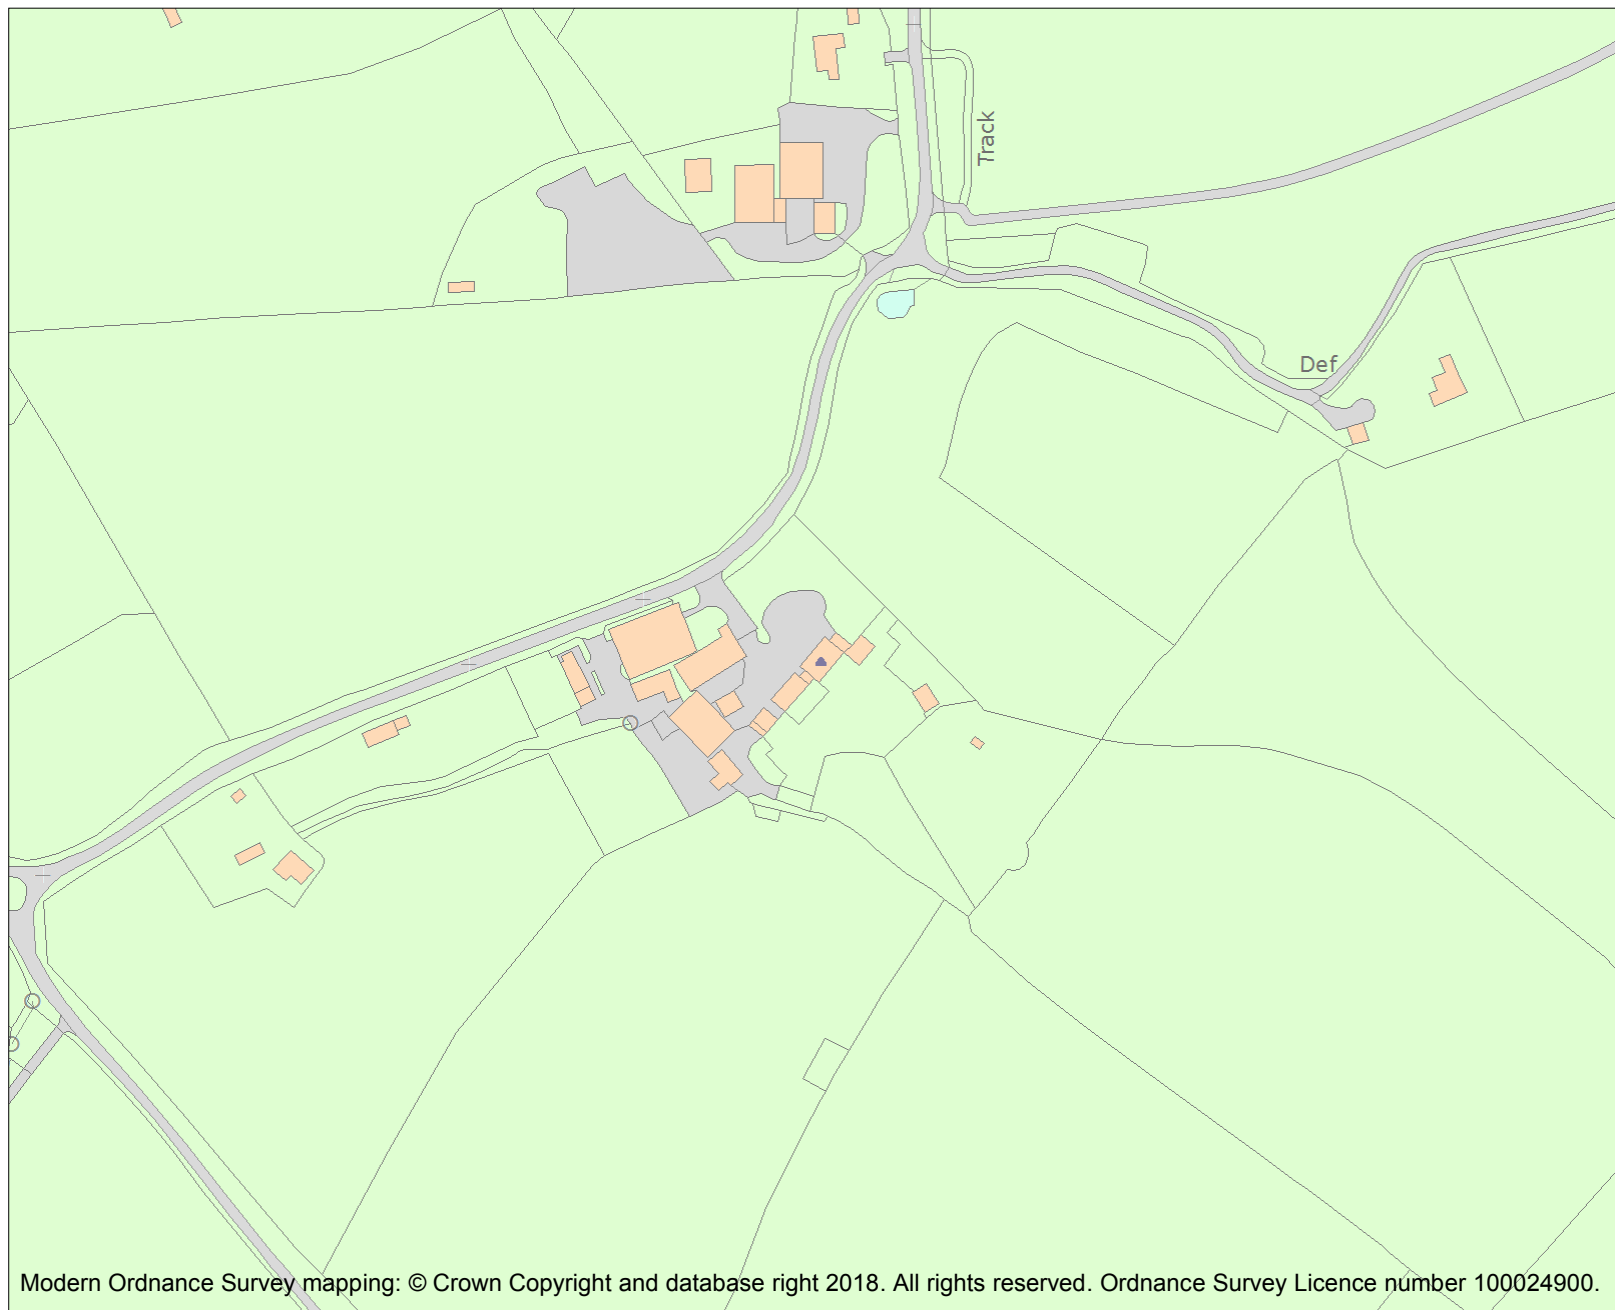 Track
Def
Modern Ordnance Survey mapping: © Crown Copyright and database right 2018. All rights reserved. Ordnance Survey Licence number 100024900.